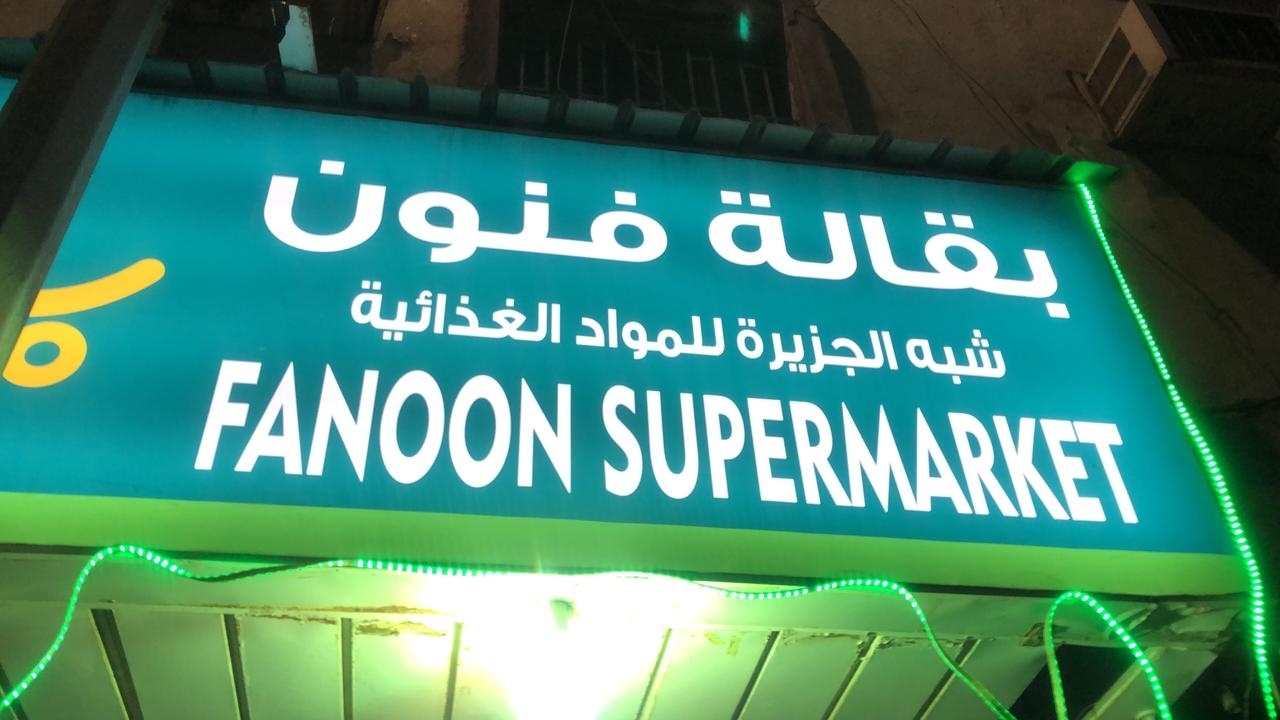 بقالة فنون
شبه الجزيرة للمواد الغذائية
FANOON SUPERMARKET